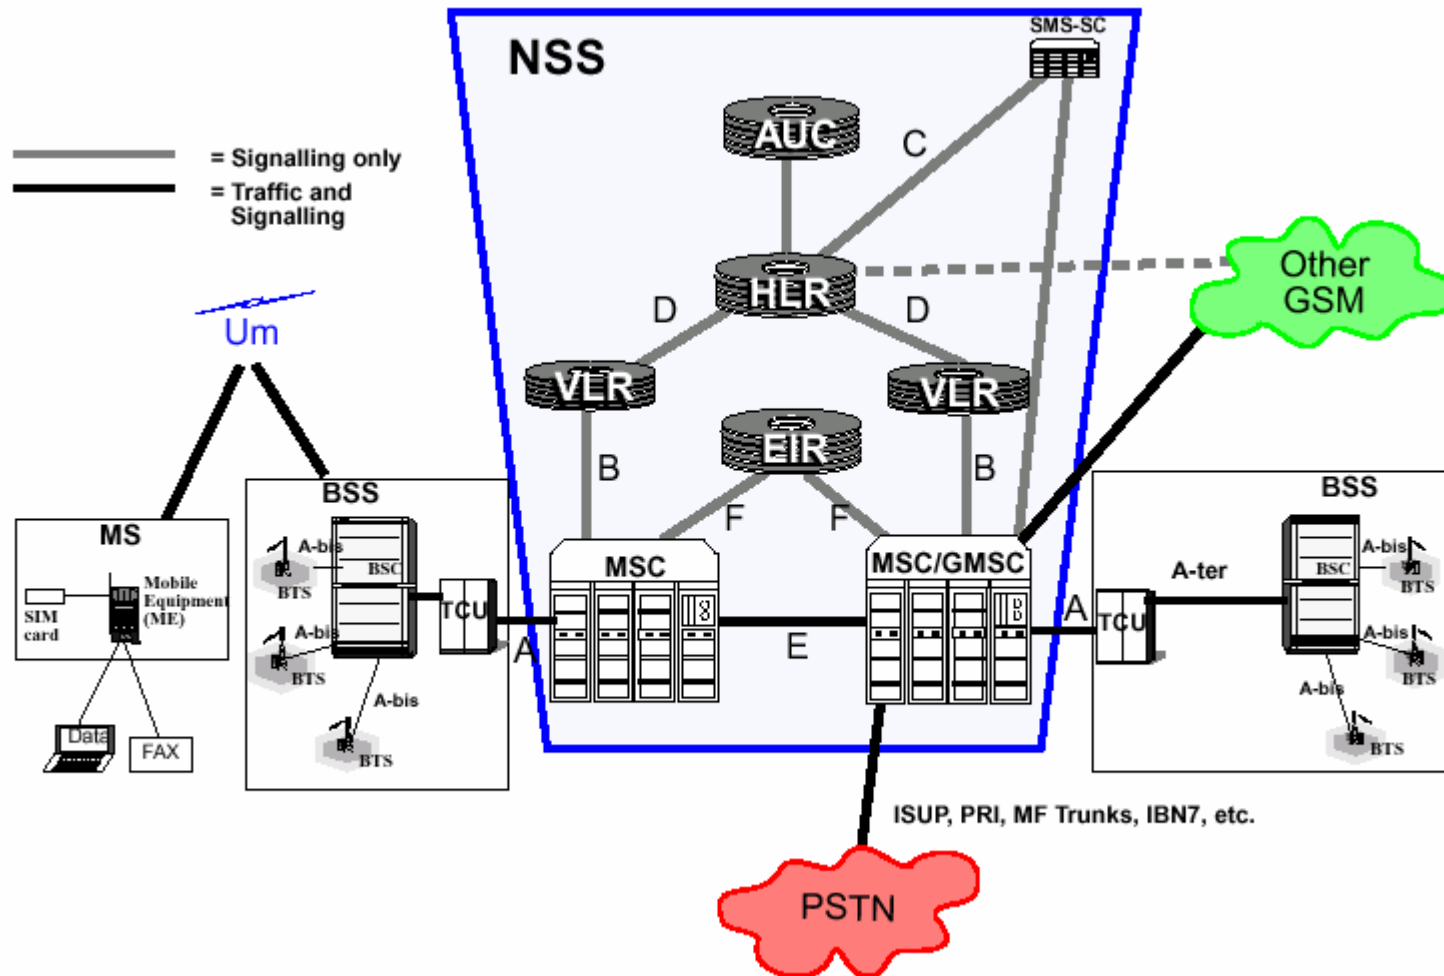 SMS-SC
NSS
AUC
C
= Signalling only
= Traffic and
Signalling
Other
GSM
HLR
D
D
Um
VLR
VLR
EIR
B
B
F
F
BSS
BSS
MS
A-bis
BSC
BTS
MSC
MSC/GMSC
A-ter
A-bis
BSC
BTS
SIM
card
Mobile
Equipment
(ME)
TCU
A
E
A
TCU
A-bis
BTS
A-bis
BTS
A-bis
BTS
A-bis
BTS
Data
FAX
ISUP, PRI, MF Trunks, IBN7, etc.
PSTN